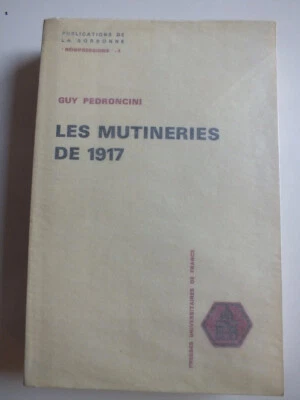 PUBLICATIONS DE
LA SORBONNE
GUY PEDRONCINI
LES MUTINERIES
DE 1917
PRESSES UNIVERSITAIRES DE FRANCE